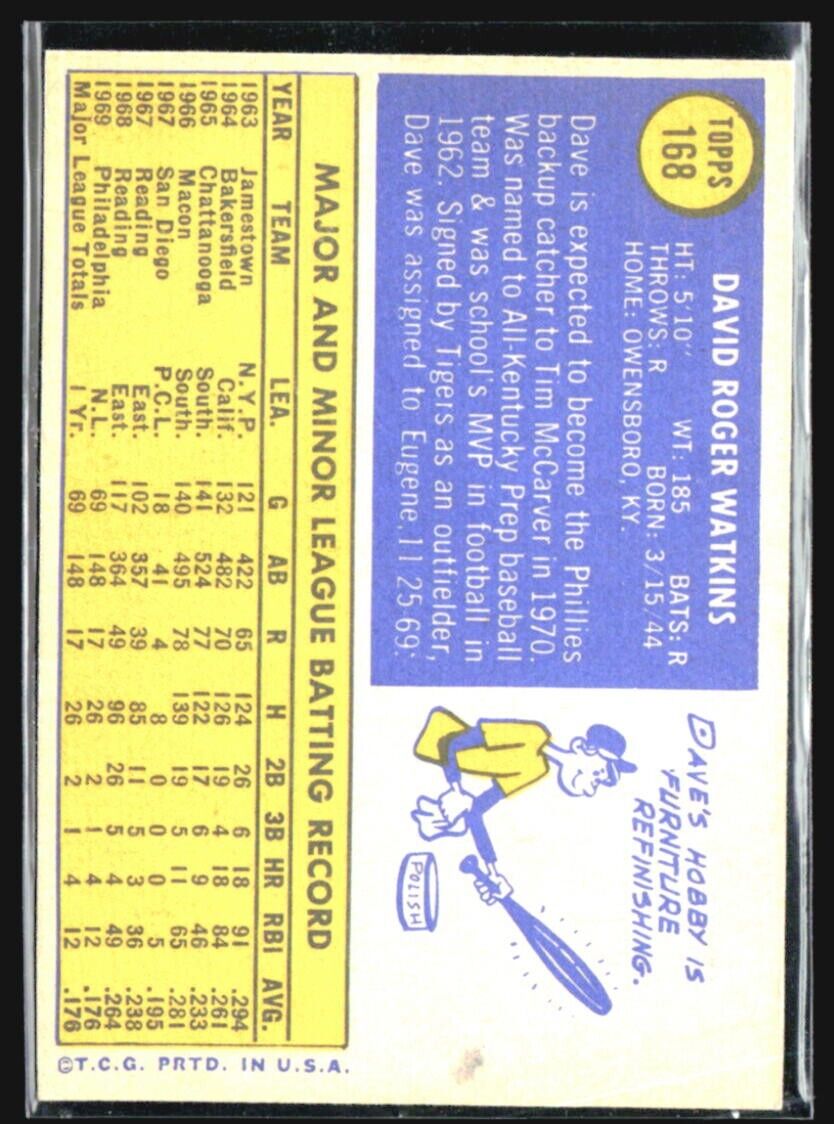 TOPPS
168
DAVID ROGER WATKINS
HT: 5'10" WT: 185 BATS: R
THROWS: R BORN: 3/15/44
HOME: OWENSBORO, KY.
Dave is expected to become the Phillies
backup catcher to Tim McCarver in 1970.
Was named to All-Kentucky Prep baseball
team & was school's MVP in football in
1962. Signed by Tigers as an outfielder,
Dave was assigned to Eugene, 11-25-69.
DAVE'S HOBBY IS
FURNITURE
REFINISHING.
POLISH
MAJOR AND MINOR LEAGUE BATTING RECORD
YEAR TEAM LEA. G AB R H 2B 3B HR RBI AVG.
1963 Jamestown N.Y.P. 121 422 65 124 26 6 18 91 .294
1964 Bakersfield Calif. 132 482 70 126 19 4 18 84 .261
1965 Chattanooga South. 141 524 77 122 17 6 9 46 .233
1966 Macon South. 140 495 78 139 19 5 11 65 .281
1967 San Diego P.C.L. 18 41 4 8 0 0 0 5 .195
1967 Reading East. 102 357 39 85 11 5 3 36 .238
1968 Reading East. 117 364 49 96 26 5 4 49 .264
1969 Philadelphia N.L. 69 148 17 26 2 1 4 12 .176
Major League Totals 1 Yr. 69 148 17 26 2 1 4 12 .176
©T.C.G. PRTD. IN U.S.A.